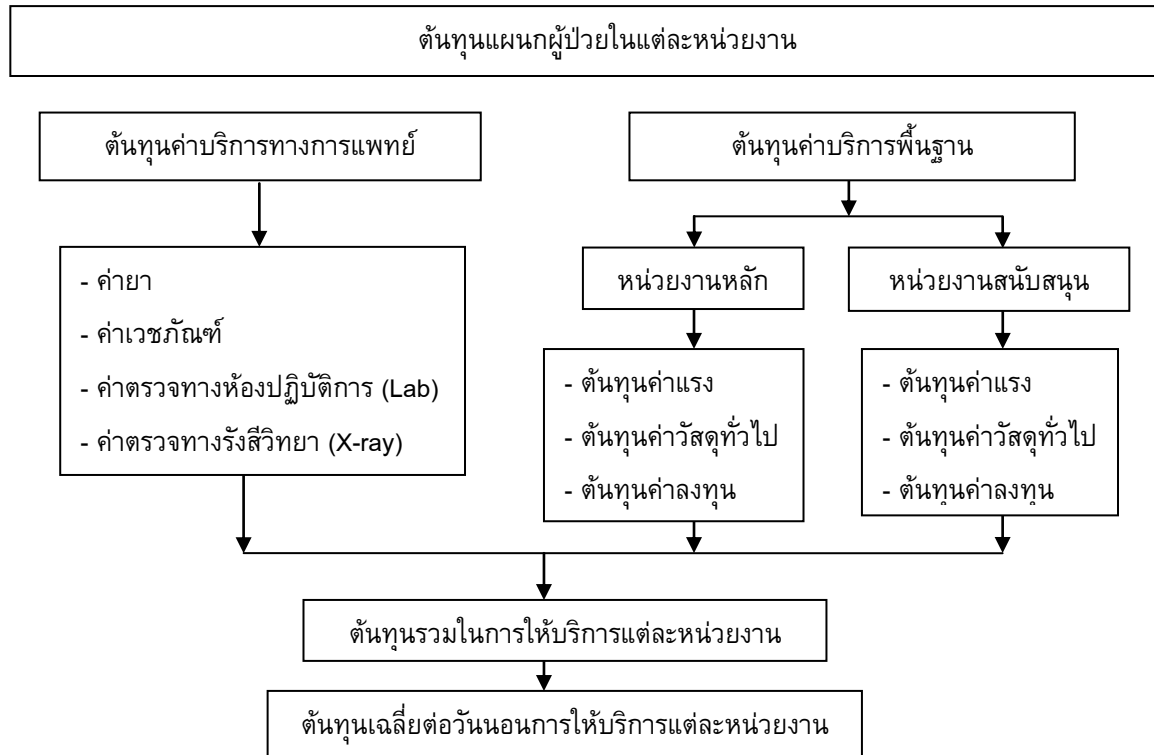 ต้นทุนแผนกผู้ป่วยในแต่ละหน่วยงาน
ต้นทุนค่าบริการทางการแพทย์
ต้นทุนค่าบริการพื้นฐาน
- ค่ายา
- ค่าเวชภัณฑ์
- ค่าตรวจทางห้องปฏิบัติการ (Lab)
- ค่าตรวจทางรังสีวิทยา (X-ray)
หน่วยงานหลัก
หน่วยงานสนับสนุน
- ต้นทุนค่าแรง
- ต้นทุนค่าวัสดุทั่วไป
- ต้นทุนค่าลงทุน
- ต้นทุนค่าแรง
- ต้นทุนค่าวัสดุทั่วไป
- ต้นทุนค่าลงทุน
ต้นทุนรวมในการให้บริการแต่ละหน่วยงาน
ต้นทุนเฉลี่ยต่อวันนอนการให้บริการแต่ละหน่วยงาน